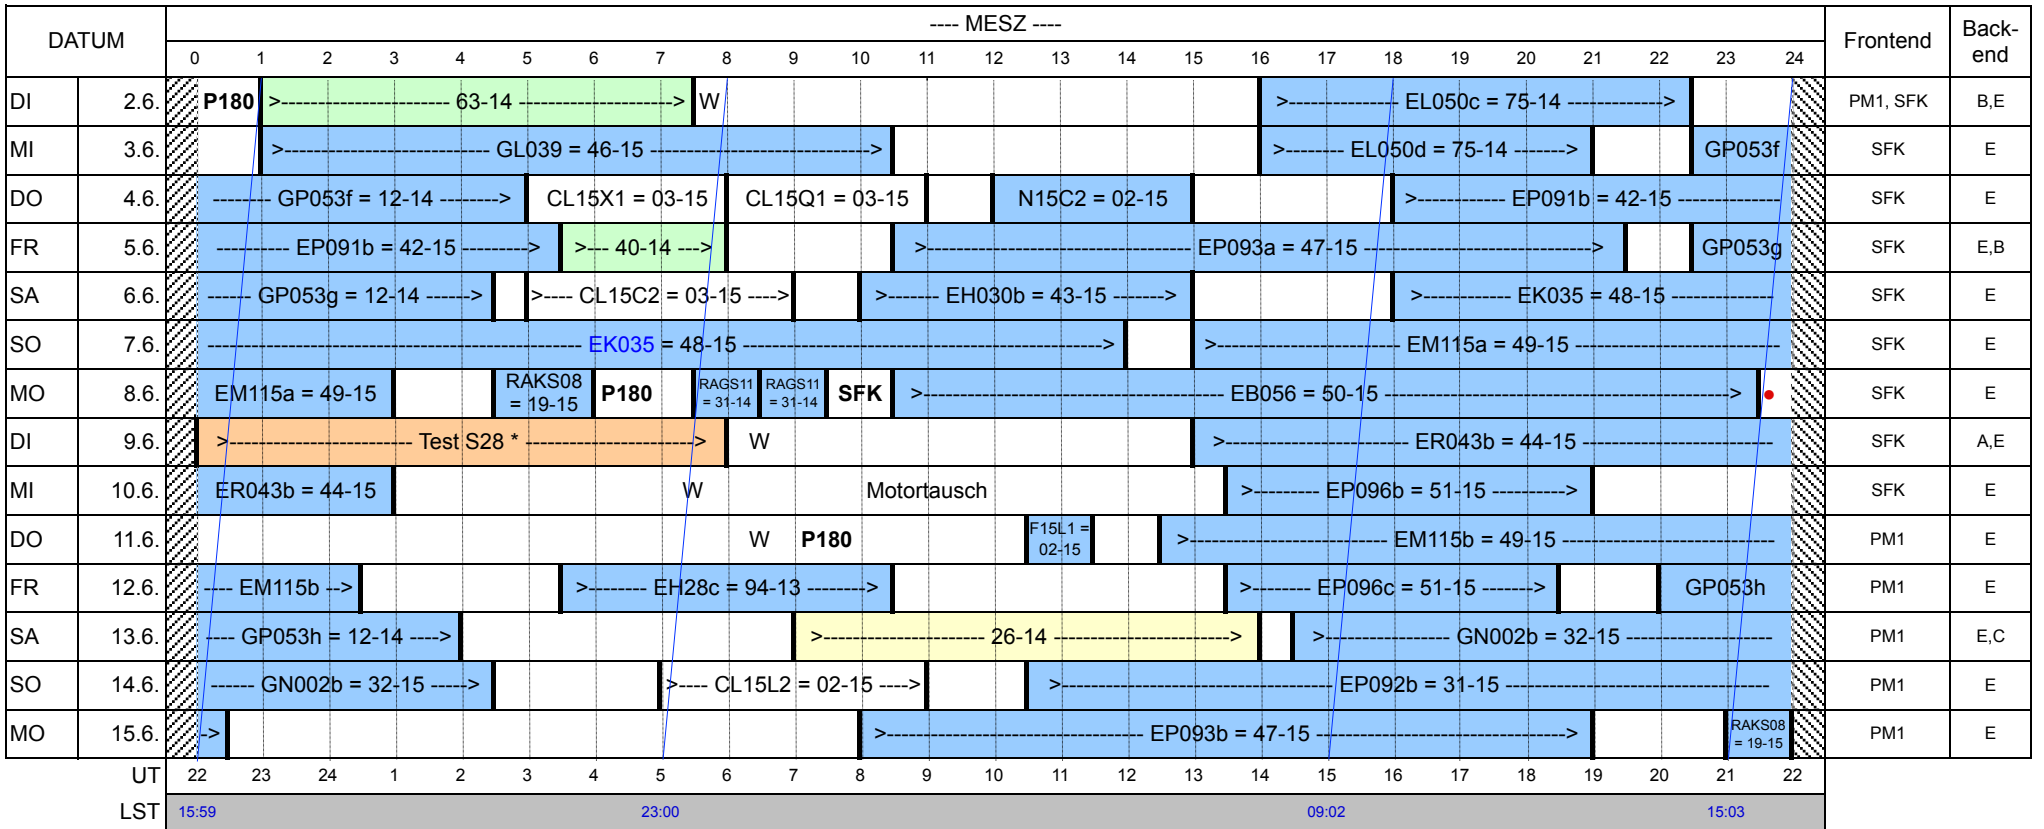 DATUM ---- MESZ ---- Frontend Back-end
0 1 2 3 4 5 6 7 8 9 10 11 12 13 14 15 16 17 18 19 20 21 22 23 24
DI 2.6. P180 >-------- 63-14 --------> W >-------- EL050c = 75-14 --------> PM1, SFK B,E
MI 3.6. >-------- GL039 = 46-15 --------> >-------- EL050d = 75-14 -------> GP053f SFK E
DO 4.6. -------- GP053f = 12-14 --------> CL15X1 = 03-15 CL15Q1 = 03-15 N15C2 = 02-15 >-------- EP091b = 42-15 -------- SFK E
FR 5.6. -------- EP091b = 42-15 --------> >--- 40-14 ---> >-------- EP093a = 47-15 --------> GP053g SFK E,B
SA 6.6. ------ GP053g = 12-14 ------> >---- CL15C2 = 03-15 ----> >------- EH030b = 43-15 -------> >-------- EK035 = 48-15 -------- SFK E
SO 7.6. -------- EK035 = 48-15 --------> >-------- EM115a = 49-15 -------- SFK E
MO 8.6. EM115a = 49-15 RAKS08 = 19-15 P180 RAGS11 = 31-14 RAGS11 = 31-14 SFK >-------- EB056 = 50-15 --------> SFK E
DI 9.6. >-------- Test S28 * --------> W >-------- ER043b = 44-15 -------- SFK A,E
MI 10.6. ER043b = 44-15 W Motortausch >-------- EP096b = 51-15 --------> SFK E
DO 11.6. W P180 F15L1 = 02-15 >-------- EM115b = 49-15 -------- PM1 E
FR 12.6. ---- EM115b --> >-------- EH28c = 94-13 -------> >-------- EP096c = 51-15 -------> GP053h PM1 E
SA 13.6. ---- GP053h = 12-14 ----> >-------- 26-14 --------> >-------- GN002b = 32-15 -------- PM1 E,C
SO 14.6. ------ GN002b = 32-15 -----> >---- CL15L2 = 02-15 ----> >-------- EP092b = 31-15 -------- PM1 E
MO 15.6. -> >-------- EP093b = 47-15 --------> RAKS08 = 19-15 PM1 E
UT 22 23 24 1 2 3 4 5 6 7 8 9 10 11 12 13 14 15 16 17 18 19 20 21 22
LST 15:59 23:00 09:02 15:03